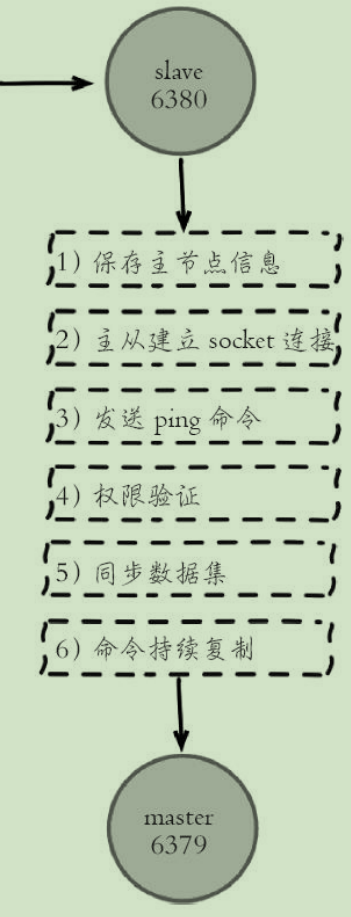 slave
6380
1) 保存主节点信息
2) 主从建立 socket 连接
3) 发送 ping 命令
4) 权限验证
5) 同步数据集
6) 命令持续复制
master
6379